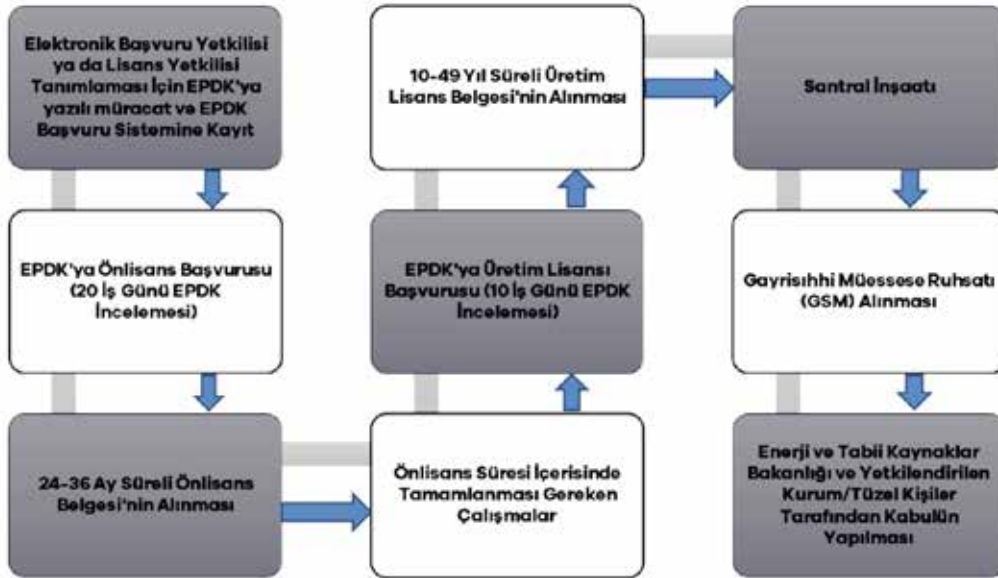 Elektronik Başvuru Yetkilisi
ya da Lisans Yetkilisi
Tanımlaması İçin EPDK'ya
yazılı müracat ve EPDK
Başvuru Sistemine Kayıt
EPDK'ya Önlisans Başvurusu
(20 İş Günü EPDK
İncelemesi)
24-36 Ay Süreli Önlisans
Belgesi'nin Alınması
Önlisans Süresi İçerisinde
Tamamlanması Gereken
Çalışmalar
EPDK'ya Üretim Lisansı
Başvurusu (10 İş Günü EPDK
İncelemesi)
10-49 Yıl Süreli Üretim
Lisans Belgesi'nin Alınması
Santral İnşaatı
Gayrisıhhi Müessese Ruhsatı
(GSM) Alınması
Enerji ve Tabii Kaynaklar
Bakanlığı ve Yetkilendirilen
Kurum/Tüzel Kişiler
Tarafından Kabulün
Yapılması